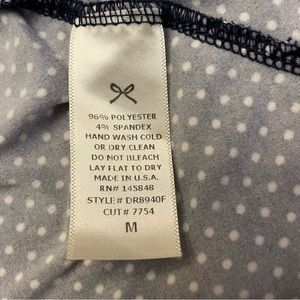 96% POLYESTER
4% SPANDEX
HAND WASH COLD
OR DRY CLEAN
DO NOT BLEACH
LAY FLAT TO DRY
MADE IN U.S.A.
RN# 145848
STYLE# DR8940F
CUT# 7754
M